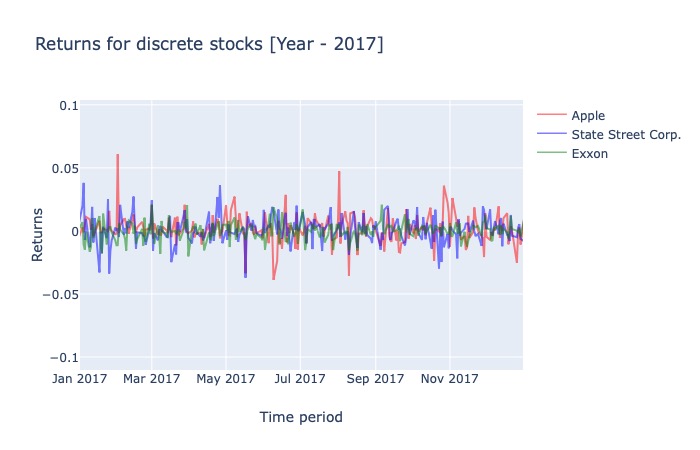 Returns for discrete stocks [Year - 2017]
Apple
State Street Corp.
Exxon
Returns
0.1
0.05
0
−0.05
−0.1
Jan 2017 Mar 2017 May 2017 Jul 2017 Sep 2017 Nov 2017
Time period